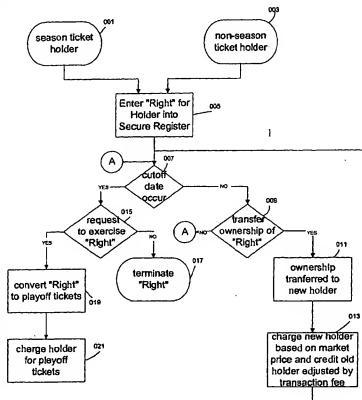 001
season ticket
holder
003
non-season
ticket holder
Enter "Right" for
Holder into
Secure Register
005
A
007
cutoff
date
occur
YES
NO
request
to exercise
"Right"
015
YES
NO
A
NO
transfer
ownership of
"Right"
009
YES
terminate
"Right"
017
ownership
tranferred to
new holder
011
convert "Right"
to playoff tickets
019
charge holder
for playoff
tickets
021
013
charge new holder
based on market
price and credit old
holder adjusted by
transaction fee